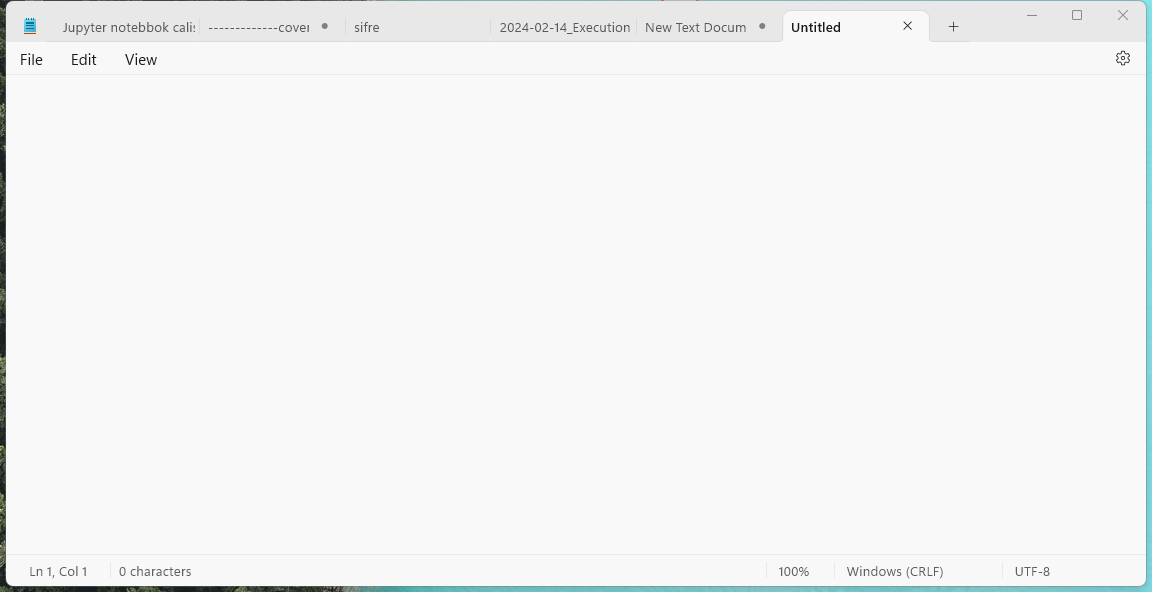 Jupyter notebbok calış
-------------cover
sifre
2024-02-14_Execution
New Text Docum
Untitled
File Edit View
Ln 1, Col 1 0 characters 100% Windows (CRLF) UTF-8